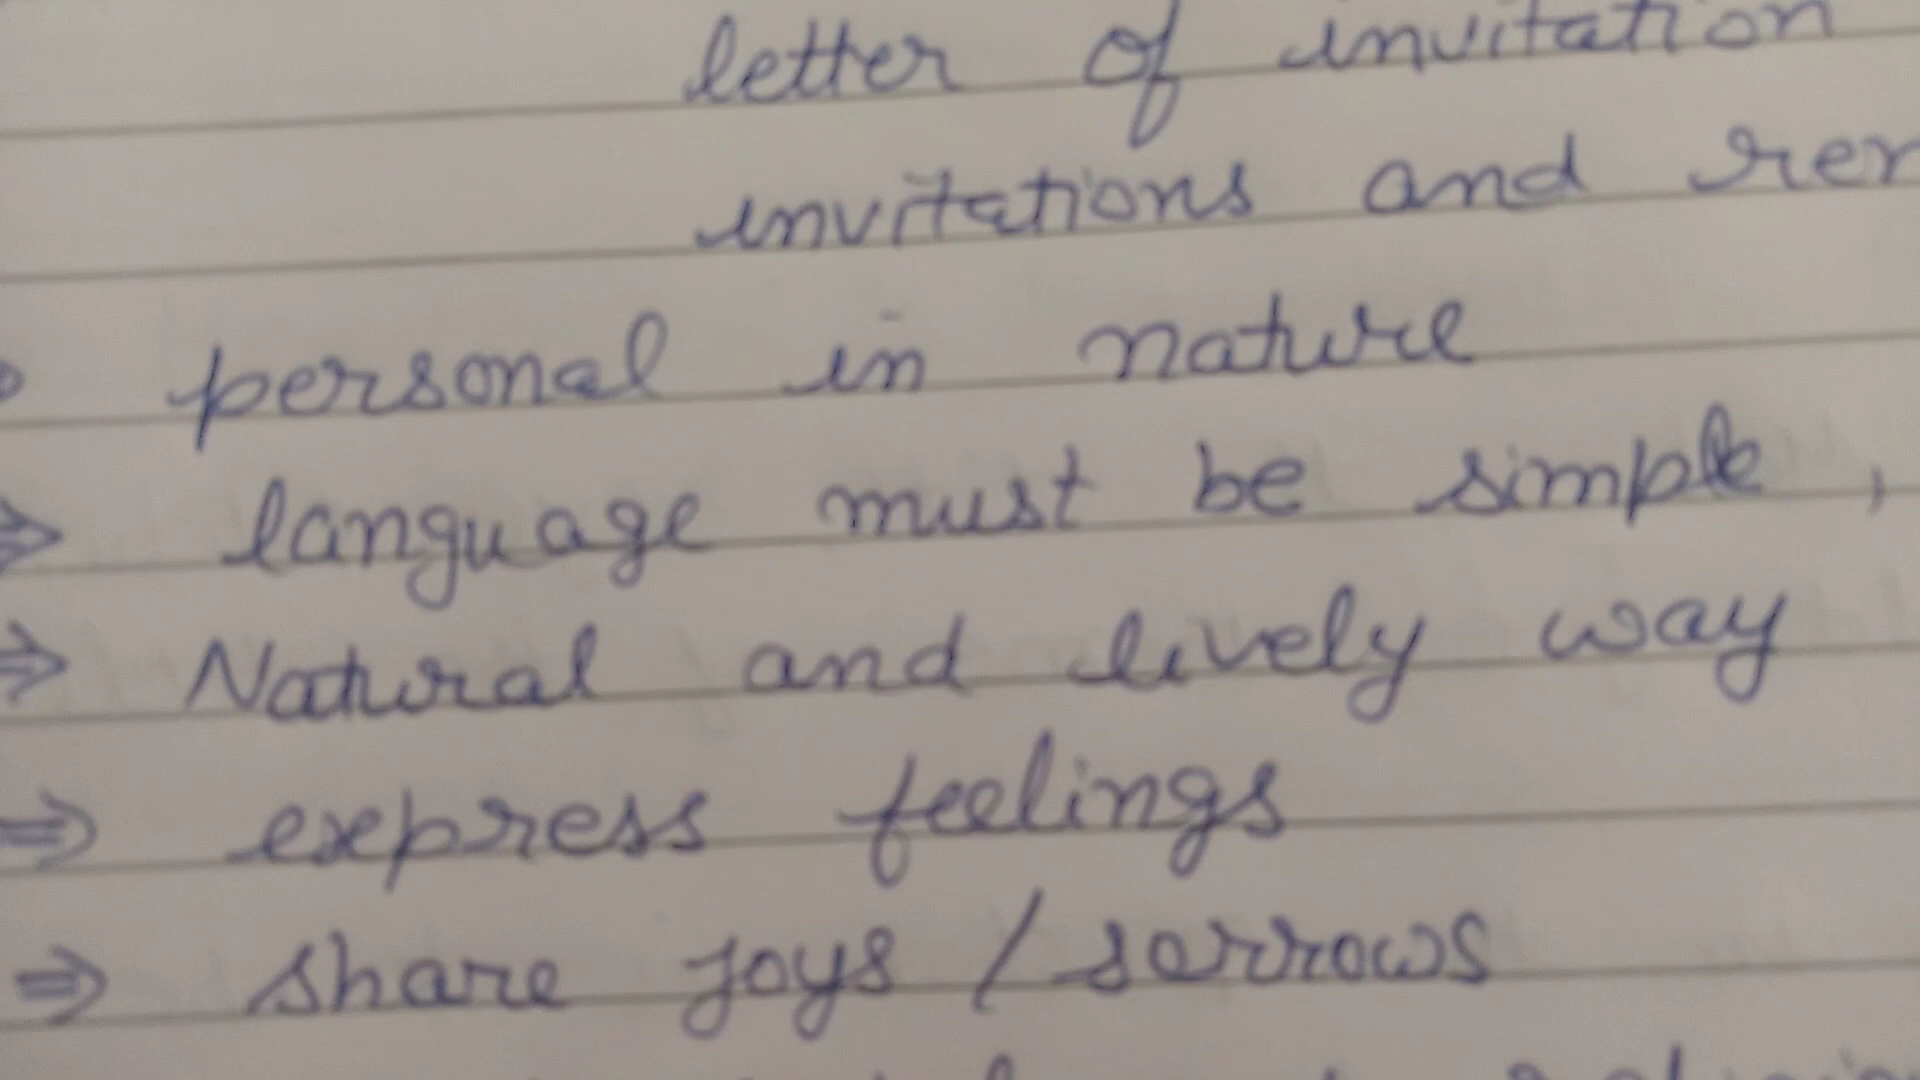 letter of invitation
invitations and
⇒ personal in nature
⇒ language must be simple,
⇒ Natural and lively way
⇒ express feelings
⇒ share joys / sorrows